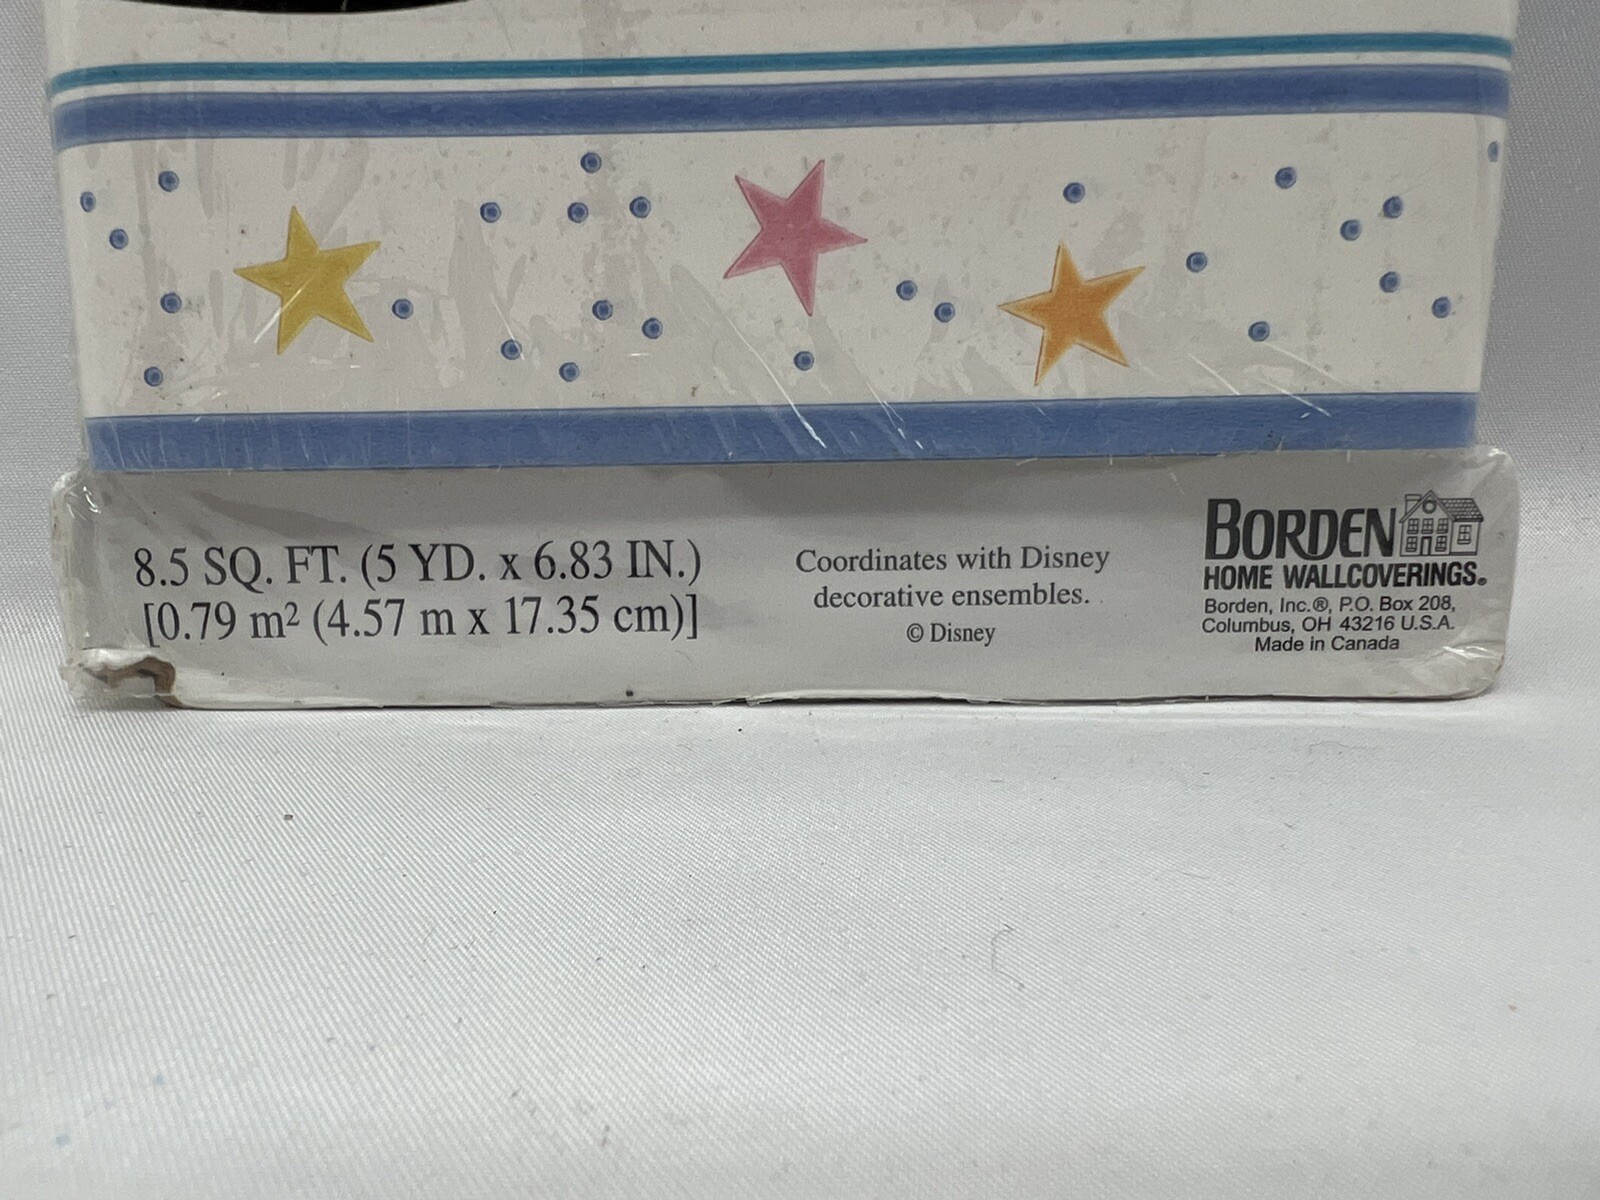 8.5 SQ. FT. (5 YD. x 6.83 IN.)
[0.79 m² (4.57 m x 17.35 cm)]
Coordinates with Disney
decorative ensembles.
© Disney
BORDEN
HOME WALLCOVERINGS®
Borden, Inc.®, P.O. Box 208,
Columbus, OH 43216 U.S.A.
Made in Canada